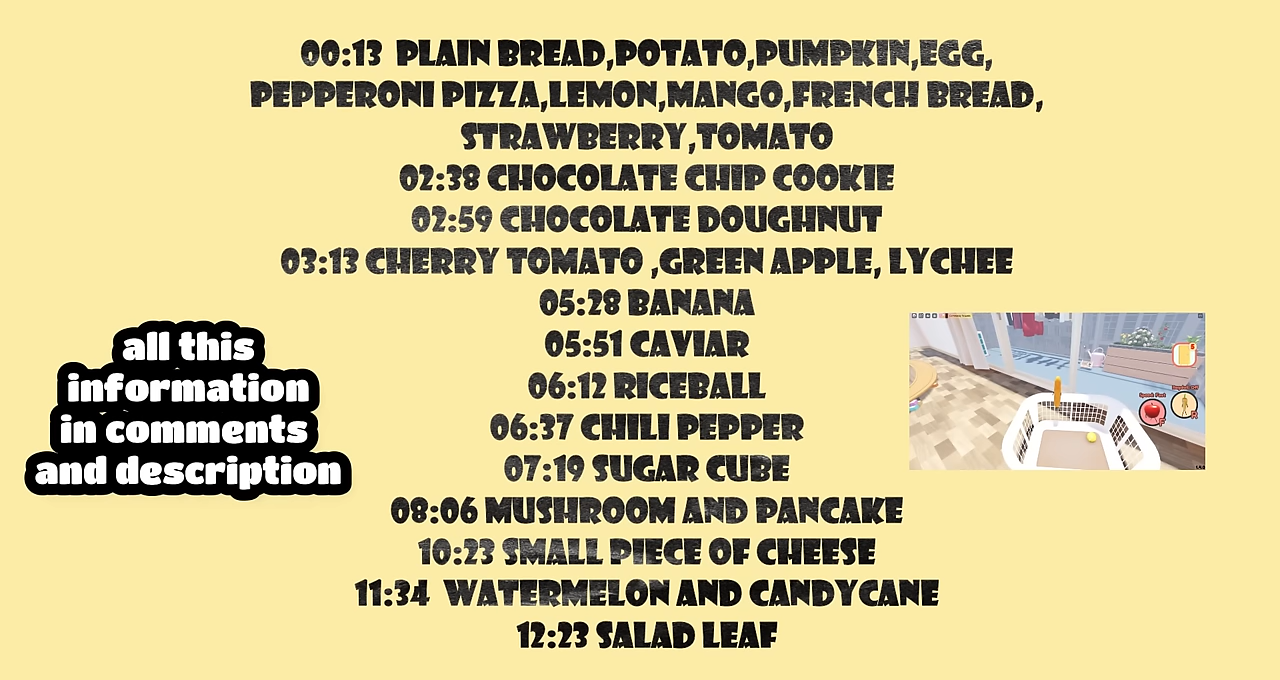 00:13 PLAIN BREAD,POTATO,PUMPKIN,EGG,
PEPPERONI PIZZA,LEMON,MANGO,FRENCH BREAD,
STRAWBERRY,TOMATO
02:38 CHOCOLATE CHIP COOKIE
02:59 CHOCOLATE DOUGHNUT
03:13 CHERRY TOMATO ,GREEN APPLE, LYCHEE
05:28 BANANA
05:51 CAVIAR
06:12 RICEBALL
06:37 CHILI PEPPER
07:19 SUGAR CUBE
08:06 MUSHROOM AND PANCAKE
10:23 SMALL PIECE OF CHEESE
11:34 WATERMELON AND CANDYCANE
12:23 SALAD LEAF
all this
information
in comments
and description
5
F
R